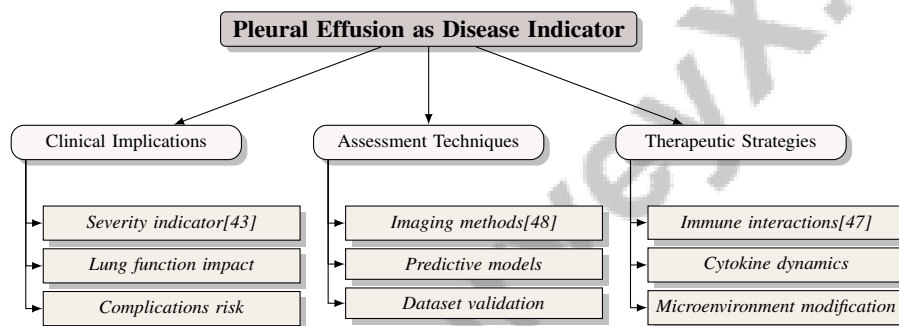 Pleural Effusion as Disease Indicator
Clinical Implications
Severity indicator[43]
Lung function impact
Complications risk
Assessment Techniques
Imaging methods[48]
Predictive models
Dataset validation
Therapeutic Strategies
Immune interactions[47]
Cytokine dynamics
Microenvironment modification